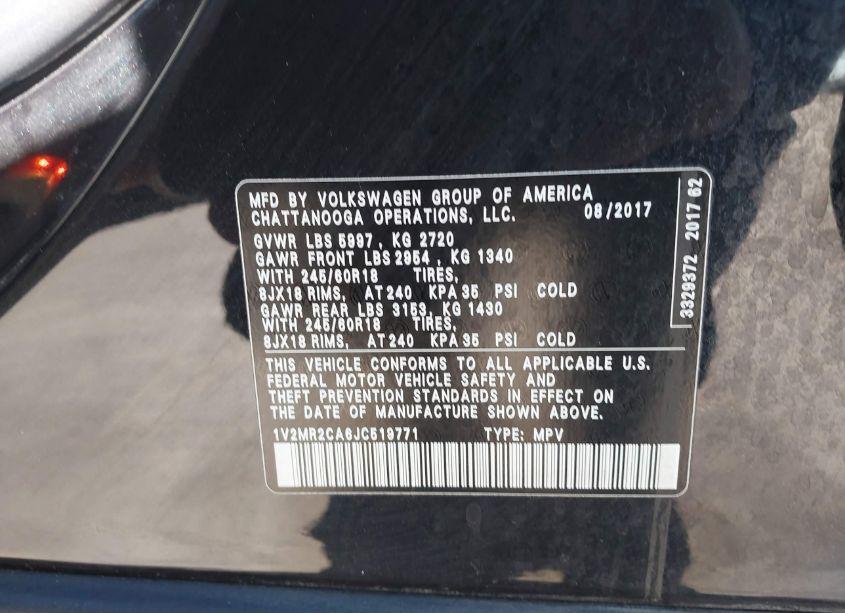 MFD BY VOLKSWAGEN GROUP OF AMERICA
CHATTANOOGA OPERATIONS, LLC. 08/2017
GVWR LBS 5997 , KG 2720
GAWR FRONT LBS 2954 , KG 1340
WITH 245/60R18 TIRES,
8JX18 RIMS, AT 240 KPA 35 PSI COLD
GAWR REAR LBS 3153, KG 1430
WITH 245/60R18 TIRES,
8JX18 RIMS, AT 240 KPA 35 PSI COLD
THIS VEHICLE CONFORMS TO ALL APPLICABLE U.S.
FEDERAL MOTOR VEHICLE SAFETY AND
THEFT PREVENTION STANDARDS IN EFFECT ON
THE DATE OF MANUFACTURE SHOWN ABOVE.
1V2MR2CA6JC519771 TYPE: MPV
3329372 2017 62